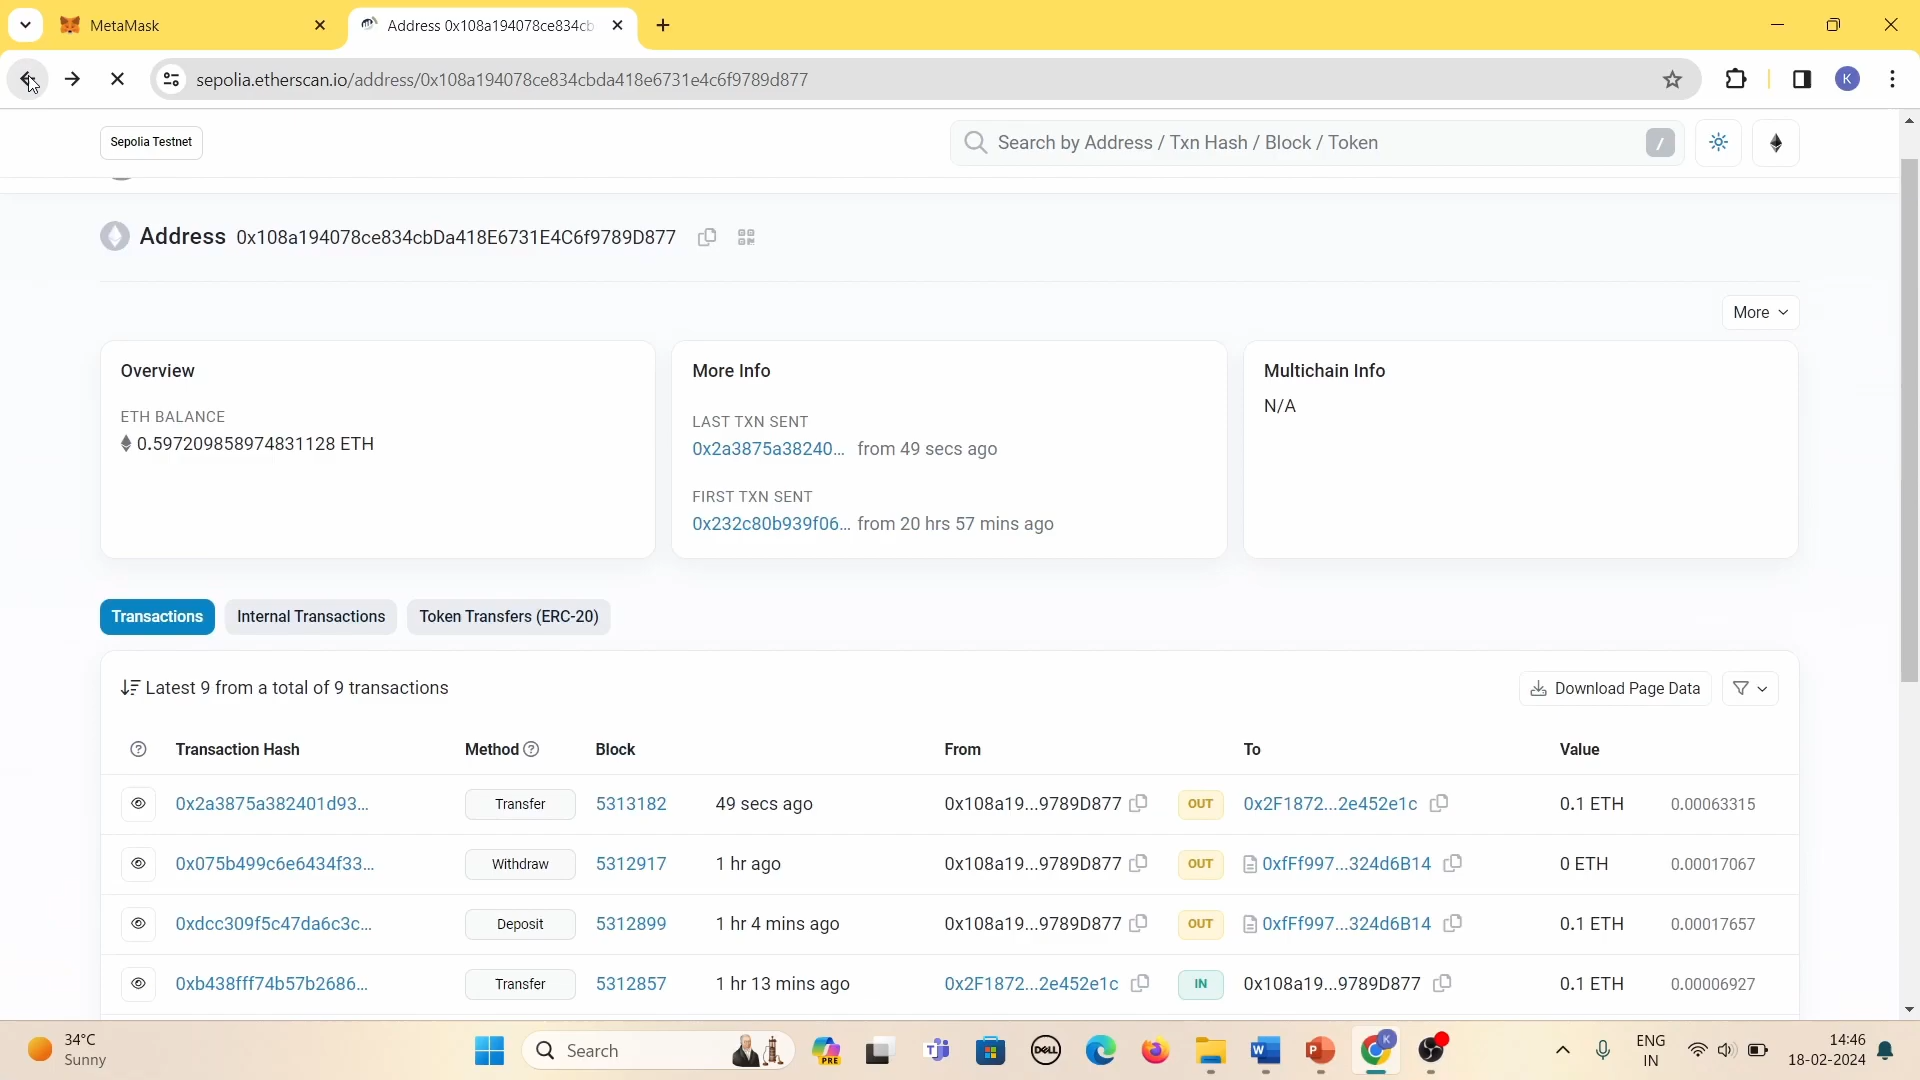 MetaMask
Address 0x108a194078ce834cb
sepolia.etherscan.io/address/0x108a194078ce834cbda418e6731e4c6f9789d877
K
Sepolia Testnet
Search by Address / Txn Hash / Block / Token
/
Address 0x108a194078ce834cbDa418E6731E4C6f9789D877
More
Overview
ETH BALANCE
0.597209858974831128 ETH
More Info
LAST TXN SENT
0x2a3875a38240... from 49 secs ago
FIRST TXN SENT
0x232c80b939f06... from 20 hrs 57 mins ago
Multichain Info
N/A
Transactions Internal Transactions Token Transfers (ERC-20)
Latest 9 from a total of 9 transactions
Download Page Data
Transaction Hash Method Block From To Value
0x2a3875a382401d93... Transfer 5313182 49 secs ago 0x108a19...9789D877 OUT 0x2F1872...2e452e1c 0.1 ETH 0.00063315
0x075b499c6e6434f33... Withdraw 5312917 1 hr ago 0x108a19...9789D877 OUT 0xfFf997...324d6B14 0 ETH 0.00017067
0xdcc309f5c47da6c3c... Deposit 5312899 1 hr 4 mins ago 0x108a19...9789D877 OUT 0xfFf997...324d6B14 0.1 ETH 0.00017657
0xb438fff74b57b2686... Transfer 5312857 1 hr 13 mins ago 0x2F1872...2e452e1c IN 0x108a19...9789D877 0.1 ETH 0.00006927
34°C
Sunny
Search
PRE
DELL
W
P
K
ENG
IN
14:46
18-02-2024